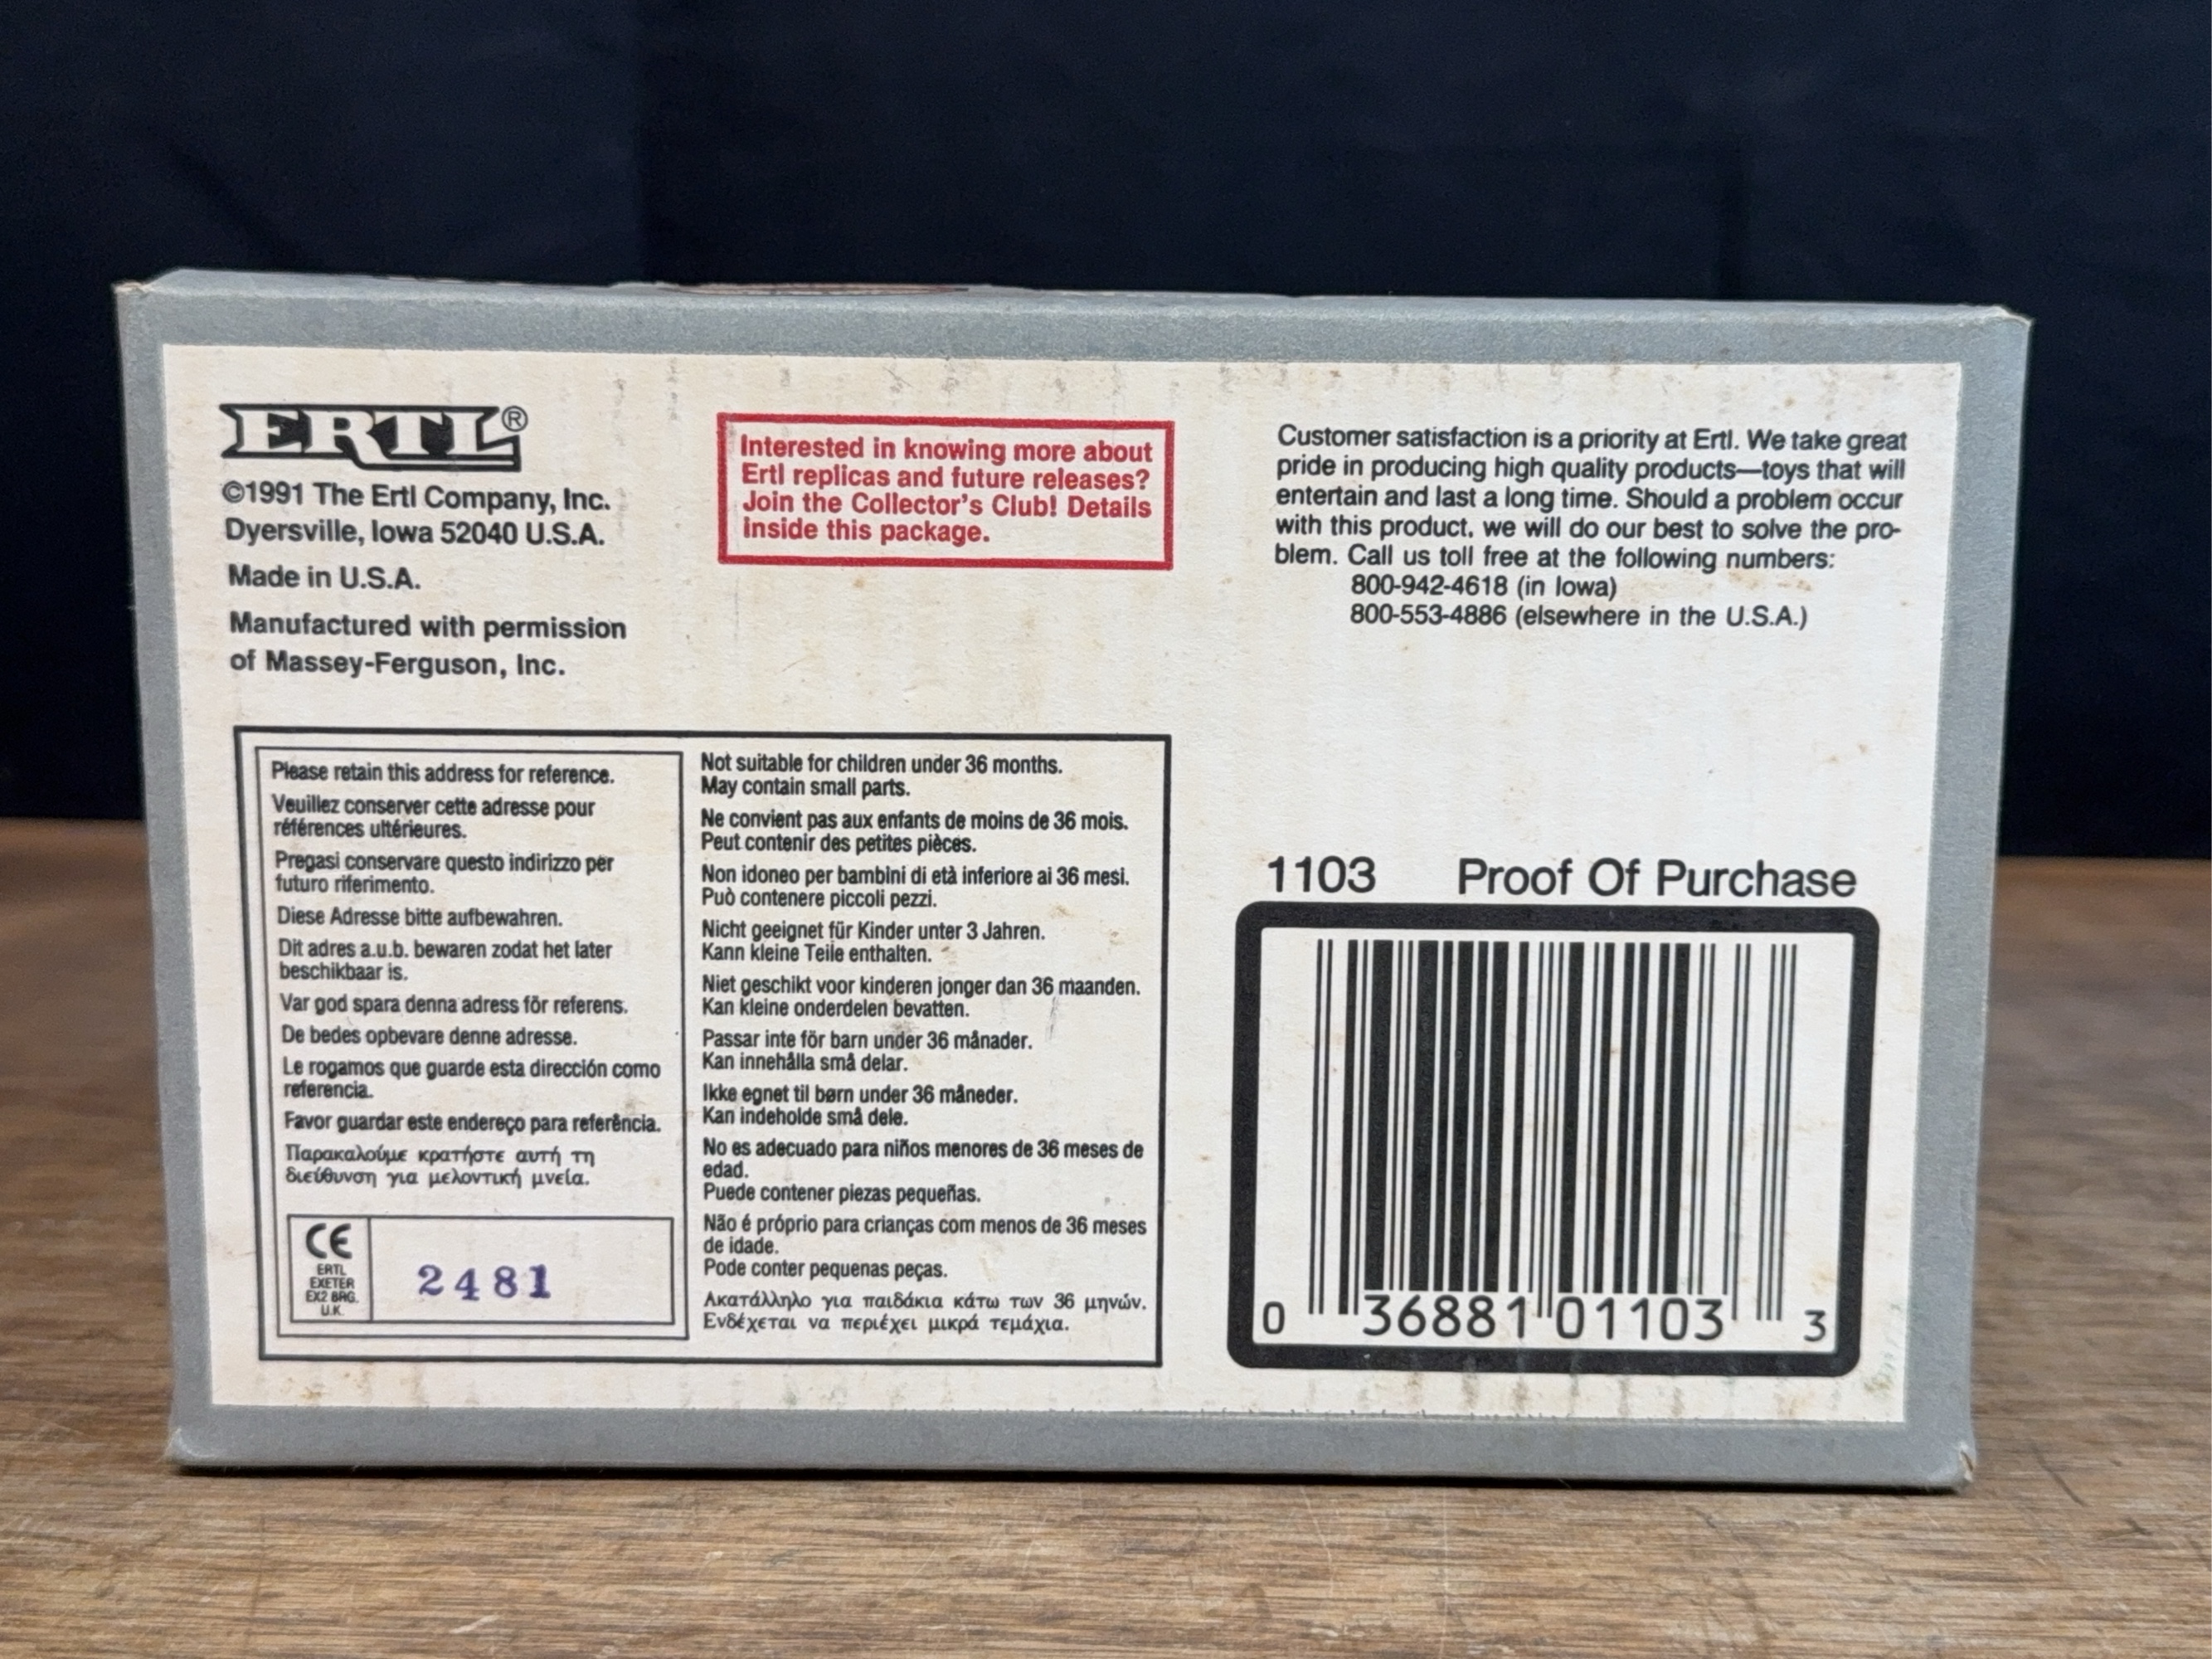 ERTL®
©1991 The Ertl Company, Inc.
Dyersville, Iowa 52040 U.S.A.
Made in U.S.A.
Manufactured with permission
of Massey-Ferguson, Inc.
Interested in knowing more about
Ertl replicas and future releases?
Join the Collector's Club! Details
inside this package.
Customer satisfaction is a priority at Ertl. We take great
pride in producing high quality products—toys that will
entertain and last a long time. Should a problem occur
with this product, we will do our best to solve the pro-
blem. Call us toll free at the following numbers:
800-942-4618 (in Iowa)
800-553-4886 (elsewhere in the U.S.A.)
Please retain this address for reference.
Veuillez conserver cette adresse pour
références ultérieures.
Pregasi conservare questo indirizzo per
futuro riferimento.
Diese Adresse bitte aufbewahren.
Dit adres a.u.b. bewaren zodat het later
beschikbaar is.
Var god spara denna adress för referens.
De bedes opbevare denne adresse.
Le rogamos que guarde esta dirección como
referencia.
Favor guardar este endereço para referência.
Παρακαλούμε κρατήστε αυτή τη
διεύθυνση για μελοντική μνεία.
CE
ERTL
EXETER
EX2 8RG.
U.K.
2481
Not suitable for children under 36 months.
May contain small parts.
Ne convient pas aux enfants de moins de 36 mois.
Peut contenir des petites pièces.
Non idoneo per bambini di età inferiore ai 36 mesi.
Può contenere piccoli pezzi.
Nicht geeignet für Kinder unter 3 Jahren.
Kann kleine Teile enthalten.
Niet geschikt voor kinderen jonger dan 36 maanden.
Kan kleine onderdelen bevatten.
Passar inte för barn under 36 månader.
Kan innehålla små delar.
Ikke egnet til børn under 36 måneder.
Kan indeholde små dele.
No es adecuado para niños menores de 36 meses de
edad.
Puede contener piezas pequeñas.
Não é próprio para crianças com menos de 36 meses
de idade.
Pode conter pequenas peças.
Ακατάλληλο για παιδάκια κάτω των 36 μηνών.
Ενδέχεται να περιέχει μικρά τεμάχια.
1103 Proof Of Purchase
0 36881 01103 3